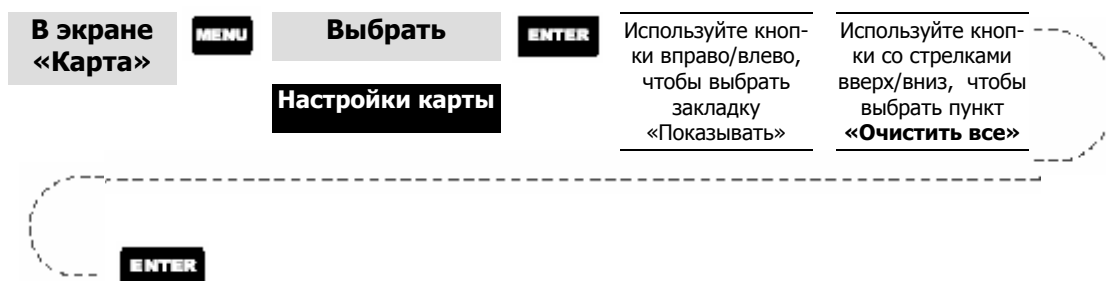 В экране
«Карта»
MENU
Выбрать
Настройки карты
ENTER
Используйте кноп-
ки вправо/влево,
чтобы выбрать
закладку
«Показывать»
Используйте кноп-
ки со стрелками
вверх/вниз, чтобы
выбрать пункт
«Очистить все»
ENTER